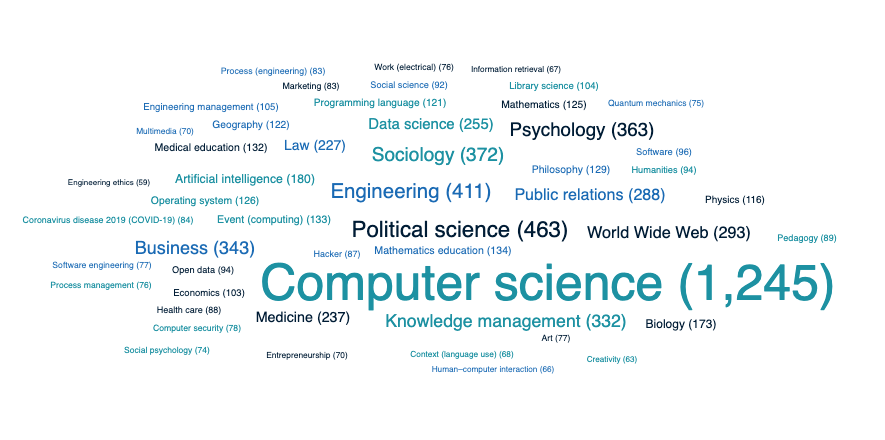 Work (electrical) (76)
Information retrieval (67)
Process (engineering) (83)
Marketing (83)
Social science (92)
Library science (104)
Engineering management (105)
Programming language (121)
Mathematics (125)
Quantum mechanics (75)
Multimedia (70)
Geography (122)
Data science (255)
Psychology (363)
Medical education (132)
Law (227)
Sociology (372)
Software (96)
Engineering ethics (59)
Artificial intelligence (180)
Philosophy (129)
Humanities (94)
Operating system (126)
Engineering (411)
Public relations (288)
Physics (116)
Coronavirus disease 2019 (COVID-19) (84)
Event (computing) (133)
Political science (463)
World Wide Web (293)
Pedagogy (89)
Business (343)
Hacker (87)
Mathematics education (134)
Software engineering (77)
Open data (94)
Process management (76)
Economics (103)
Computer science (1,245)
Health care (88)
Medicine (237)
Knowledge management (332)
Biology (173)
Computer security (78)
Art (77)
Social psychology (74)
Entrepreneurship (70)
Context (language use) (68)
Creativity (63)
Human–computer interaction (66)